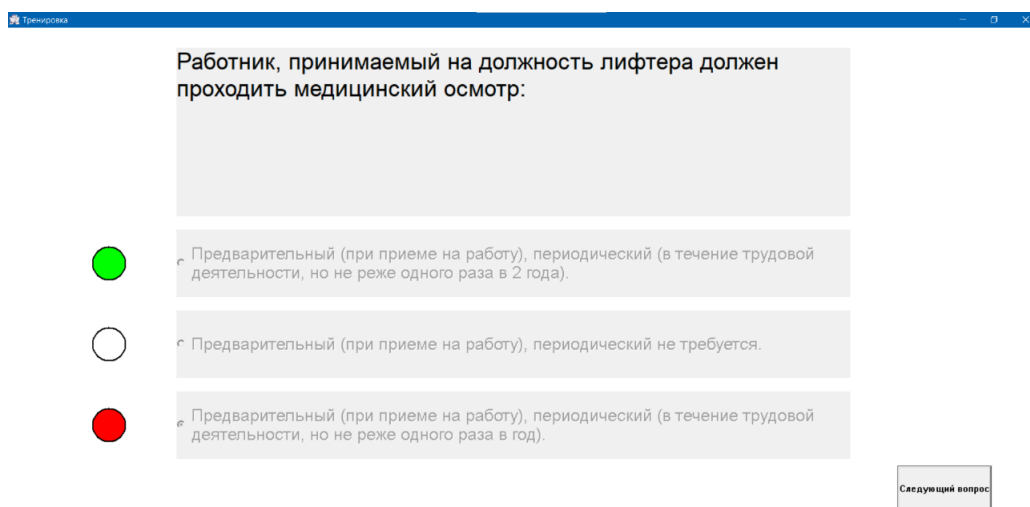 Тренировка
Работник, принимаемый на должность лифтера должен
проходить медицинский осмотр:
Предварительный (при приеме на работу), периодический (в течение трудовой
деятельности, но не реже одного раза в 2 года).
Предварительный (при приеме на работу), периодический не требуется.
Предварительный (при приеме на работу), периодический (в течение трудовой
деятельности, но не реже одного раза в год).
Следующий вопрос